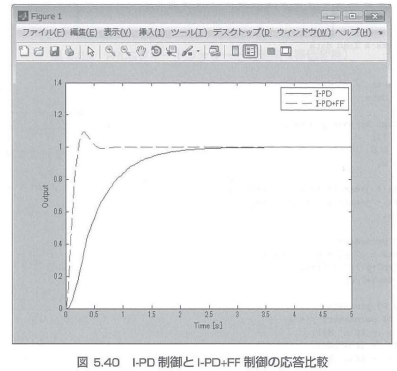 Figure 1
ファイル(F) 編集(E) 表示(V) 挿入(I) ツール(T) デスクトップ(D) ウィンドウ(W) ヘルプ(H)
1.4
I-PD
I-PD+FF
1.2
1
0.8
Output
0.6
0.4
0.2
0
0 0.5 1 1.5 2 2.5 3 3.5 4 4.5 5
Time [s]
図 5.40 I-PD 制御と I-PD+FF 制御の応答比較